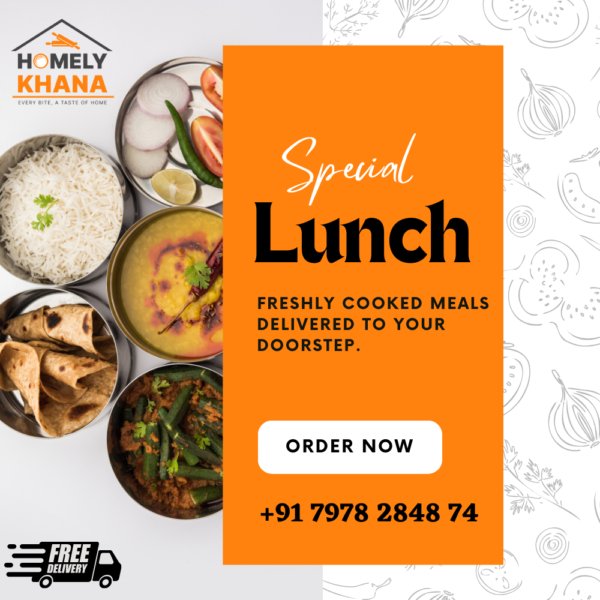 HOMELY
KHANA
EVERY BITE, A TASTE OF HOME
Special
Lunch
FRESHLY COOKED MEALS
DELIVERED TO YOUR
DOORSTEP.
ORDER NOW
+91 7978 2848 74
FREE
DELIVERY